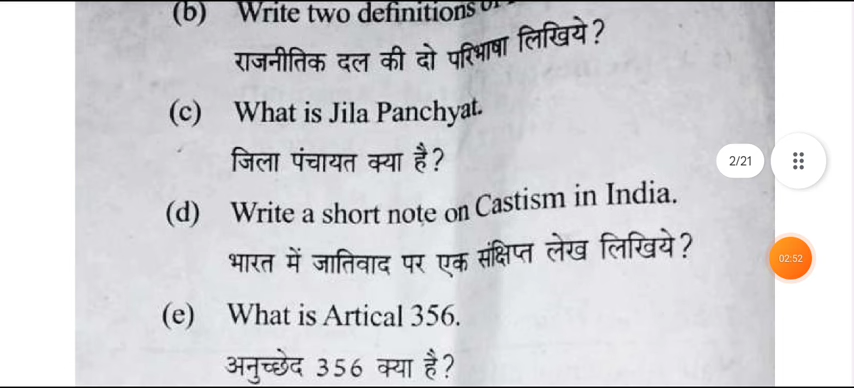 (b) Write two definitions
राजनीतिक दल की दो परिभाषा लिखिये?
(c) What is Jila Panchyat.
जिला पंचायत क्या है?
2/21
(d) Write a short note on Castism in India.
भारत में जातिवाद पर एक संक्षिप्त लेख लिखिये?
02:52
(e) What is Artical 356.
अनुच्छेद 356 क्या है?